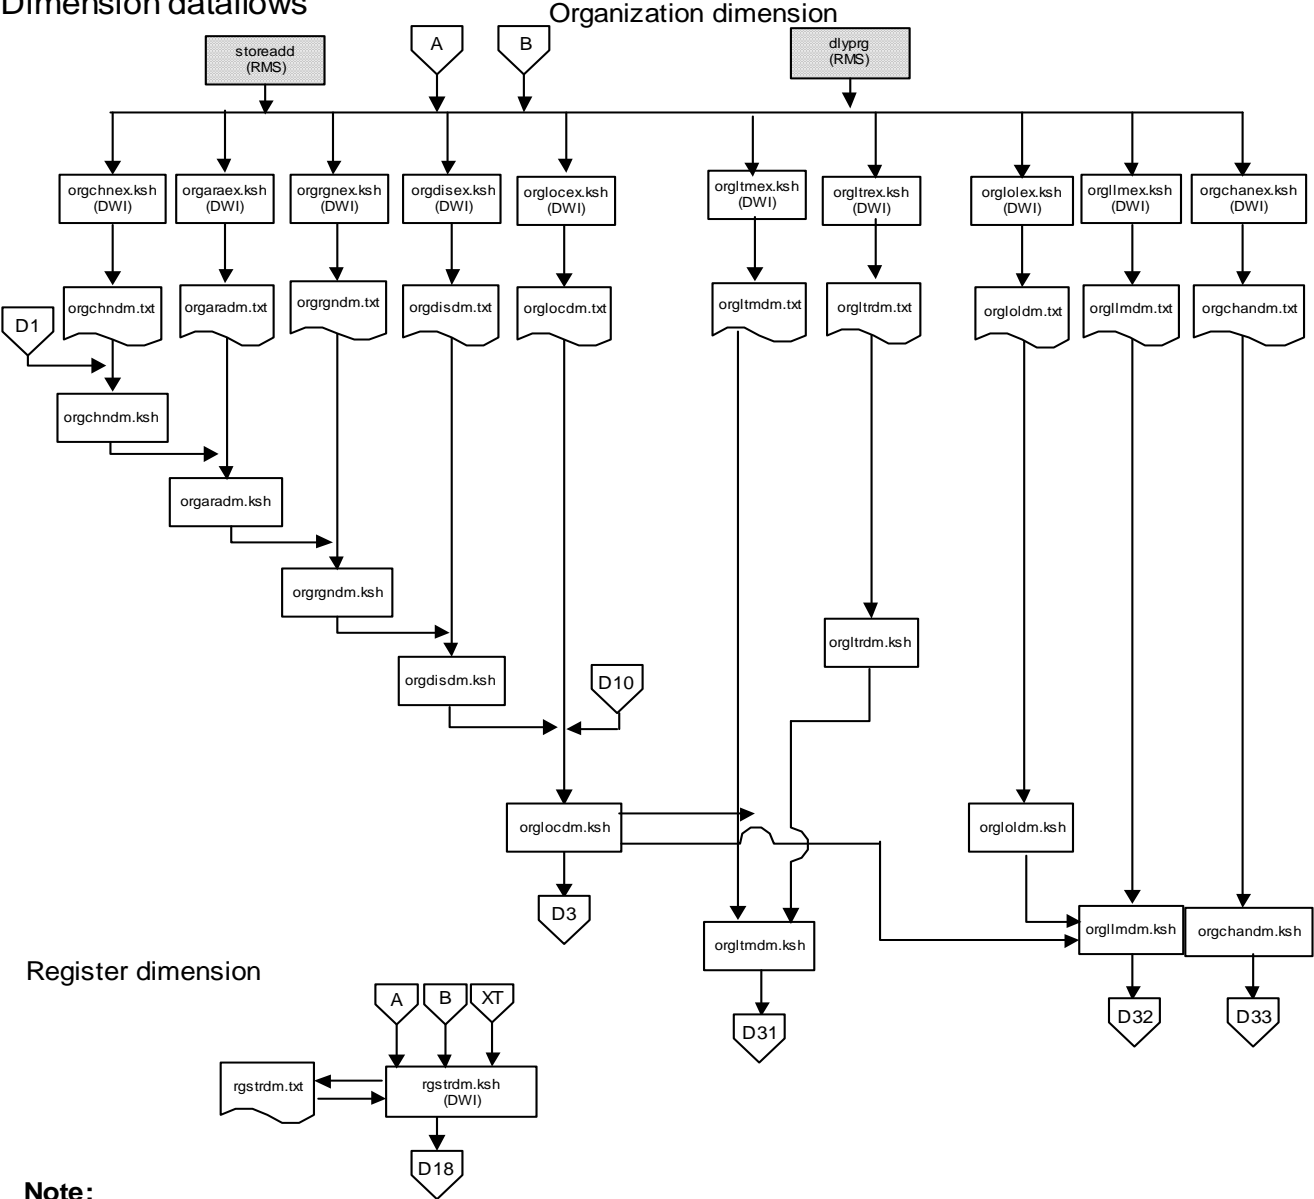 Dimension dataflows
Organization dimension
storeadd
(RMS)
A
B
dlyprg
(RMS)
orgchnex.ksh
(DWI)
orgaraex.ksh
(DWI)
orgrgnex.ksh
(DWI)
orgdisex.ksh
(DWI)
orglocex.ksh
(DWI)
orgltmex.ksh
(DWI)
orgltrex.ksh
(DWI)
orglolex.ksh
(DWI)
orgllmex.ksh
(DWI)
orgchanex.ksh
(DWI)
orgchndm.txt
orgaradm.txt
orgrgndm.txt
orgdisdm.txt
orglocdm.txt
orgltmdm.txt
orgltrdm.txt
orgloldm.txt
orgllmdm.txt
orgchandm.txt
D1
orgchndm.ksh
orgaradm.ksh
orgrgndm.ksh
orgltrdm.ksh
orgdisdm.ksh
D10
orglocdm.ksh
orgloldm.ksh
D3
orgltmdm.ksh
orgllmdm.ksh
orgchandm.ksh
D31
D32
D33
Register dimension
A
B
XT
rgstrdm.txt
rgstrdm.ksh
(DWI)
D18
Note: